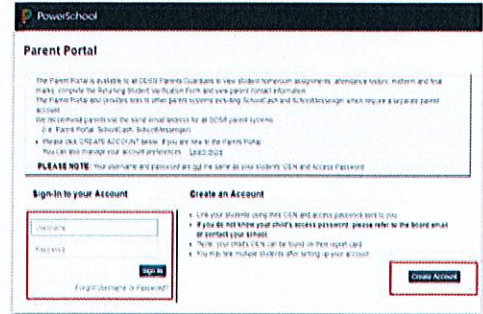 PowerSchool
Parent Portal
The Parent Portal is available to all DDSB Parents/Guardians to view student homeroom assignments, attendance history, midterm and final
marks, complete the Returning Student Verification Form and view parent contact information.
The Parent Portal also provides links to other parent systems including SchoolCash and SchoolMessenger which require a separate parent
account.
We recommend parents use the same email address for all DDSB parent systems
(i.e. Parent Portal, SchoolCash, SchoolMessenger)
Please click CREATE ACCOUNT below if you are new to the Parent Portal.
You can also manage your account preferences. Learn more
PLEASE NOTE: Your username and password are not the same as your students' OEN and Access Password
Sign-In to your Account
Username
Password
Sign In
Forgot Username or Password?
Create an Account
Link your students using their OEN and access password sent to you
If you do not know your child's access password, please refer to the board email
or contact your school.
*Note: your child's OEN can be found on their report card
You may link multiple students after setting up your account
Create Account